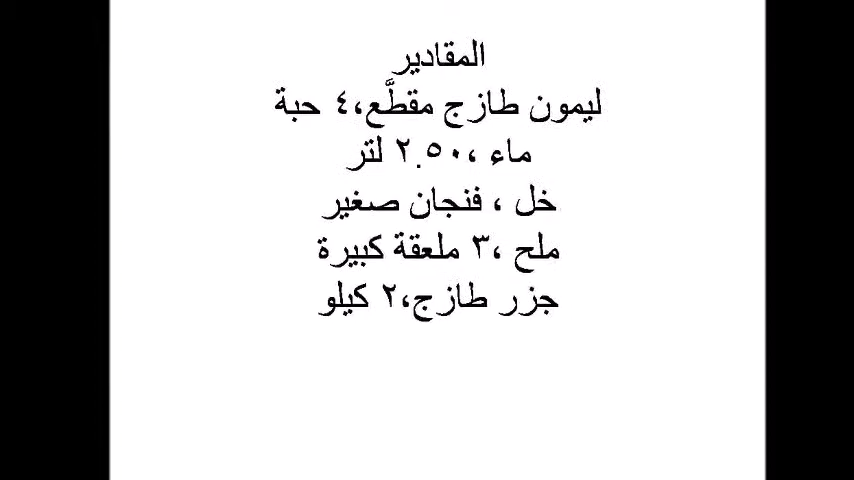 المقادير
ليمون طازج مقطَّع،٤ حبة
ماء ،٢.٥٠ لتر
خل ، فنجان صغير
ملح ،٣ ملعقة كبيرة
جزر طازج،٢ كيلو